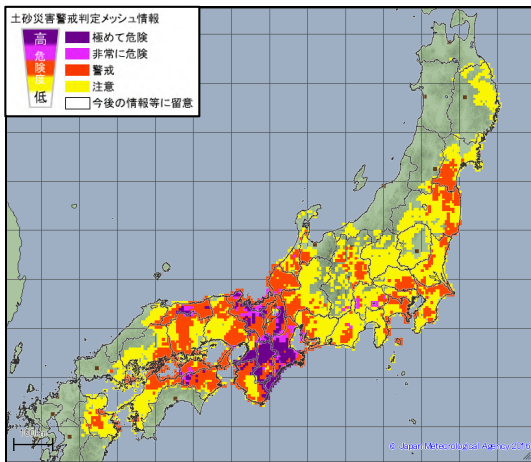 土砂災害警戒判定メッシュ情報
高
危険度
低
極めて危険
非常に危険
警戒
注意
今後の情報等に留意
100km
© Japan Meteorological Agency 2016